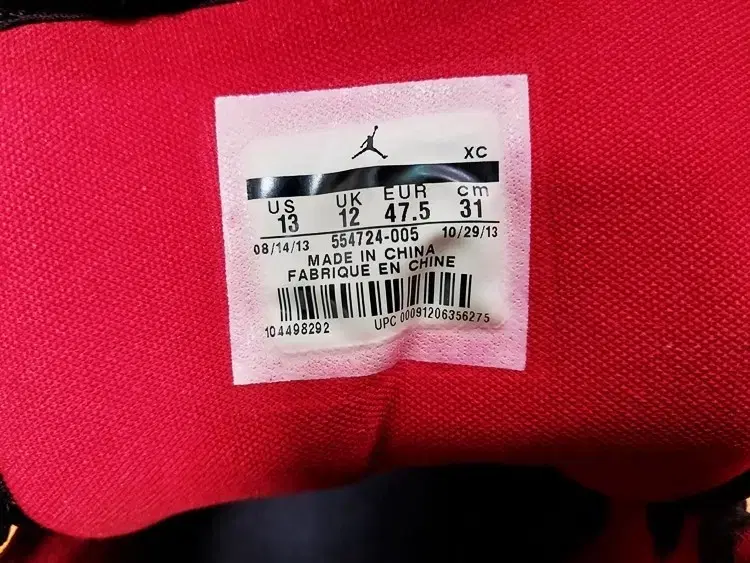 XC
US UK EUR cm
13 12 47.5 31
08/14/13 554724-005 10/29/13
MADE IN CHINA
FABRIQUE EN CHINE
104498292 UPC 00091206356275